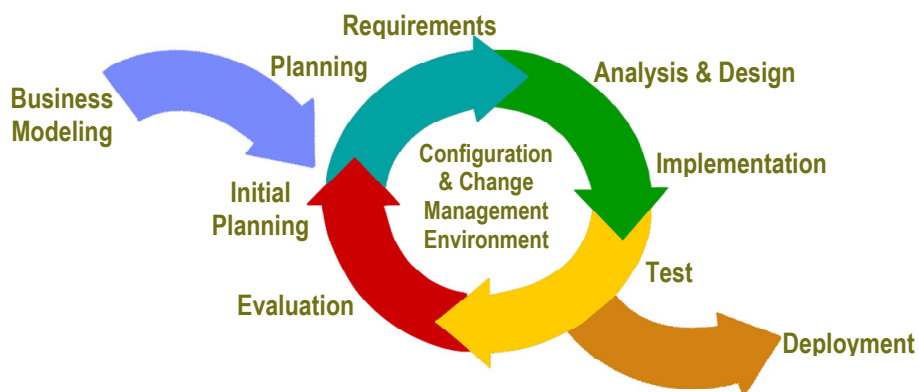 Requirements
Planning
Analysis & Design
Business
Modeling
Configuration
& Change
Management
Environment
Implementation
Initial
Planning
Test
Evaluation
Deployment